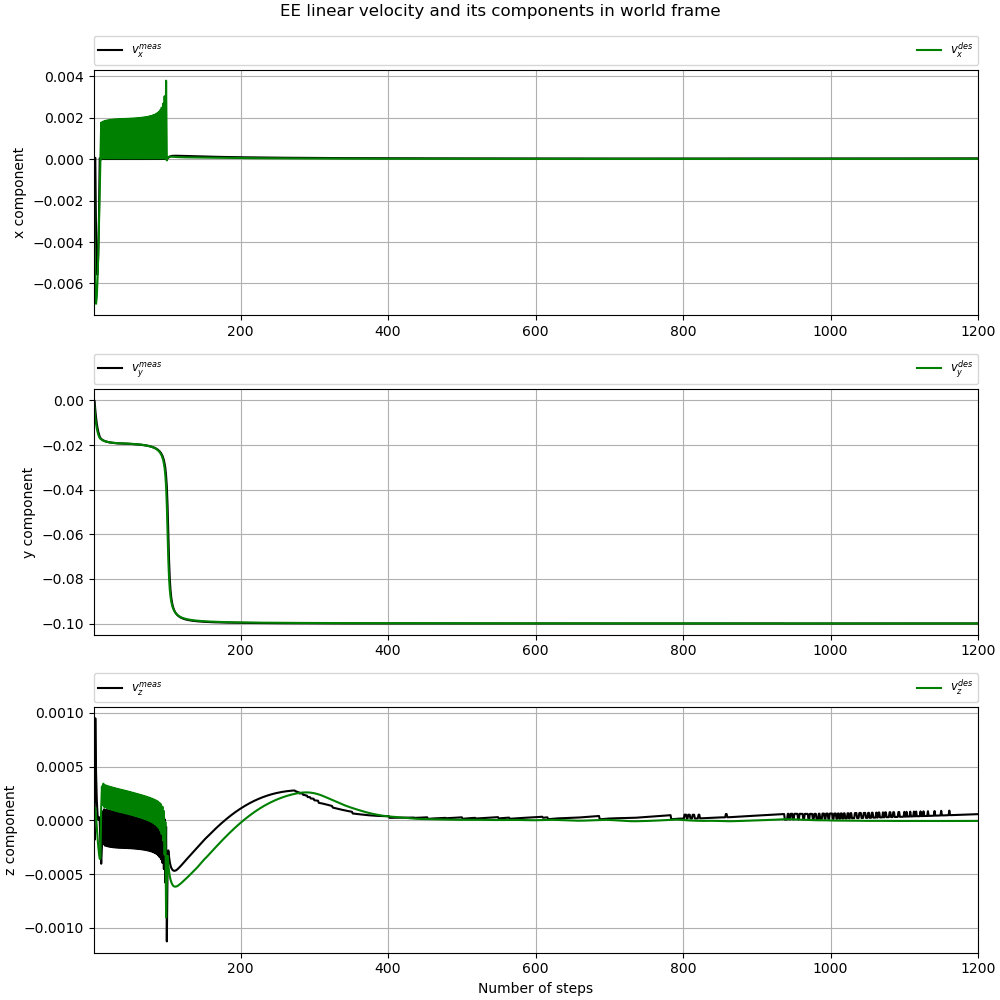 EE linear velocity and its components in world frame
v_x^meas v_x^des
0.004
0.002
0.000
−0.002
−0.004
−0.006
x component
200 400 600 800 1000 1200
v_y^meas v_y^des
0.00
−0.02
−0.04
−0.06
−0.08
−0.10
y component
200 400 600 800 1000 1200
v_z^meas v_z^des
0.0010
0.0005
0.0000
−0.0005
−0.0010
z component
200 400 600 800 1000 1200
Number of steps